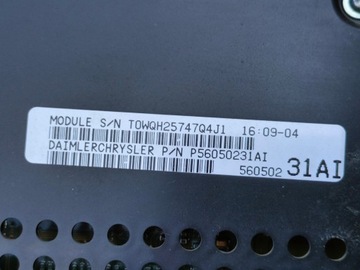 MODULE S/N T0WQH25747Q4J1 16:09-04
DAIMLERCHRYSLER P/N P56050231AI
560502 31AI